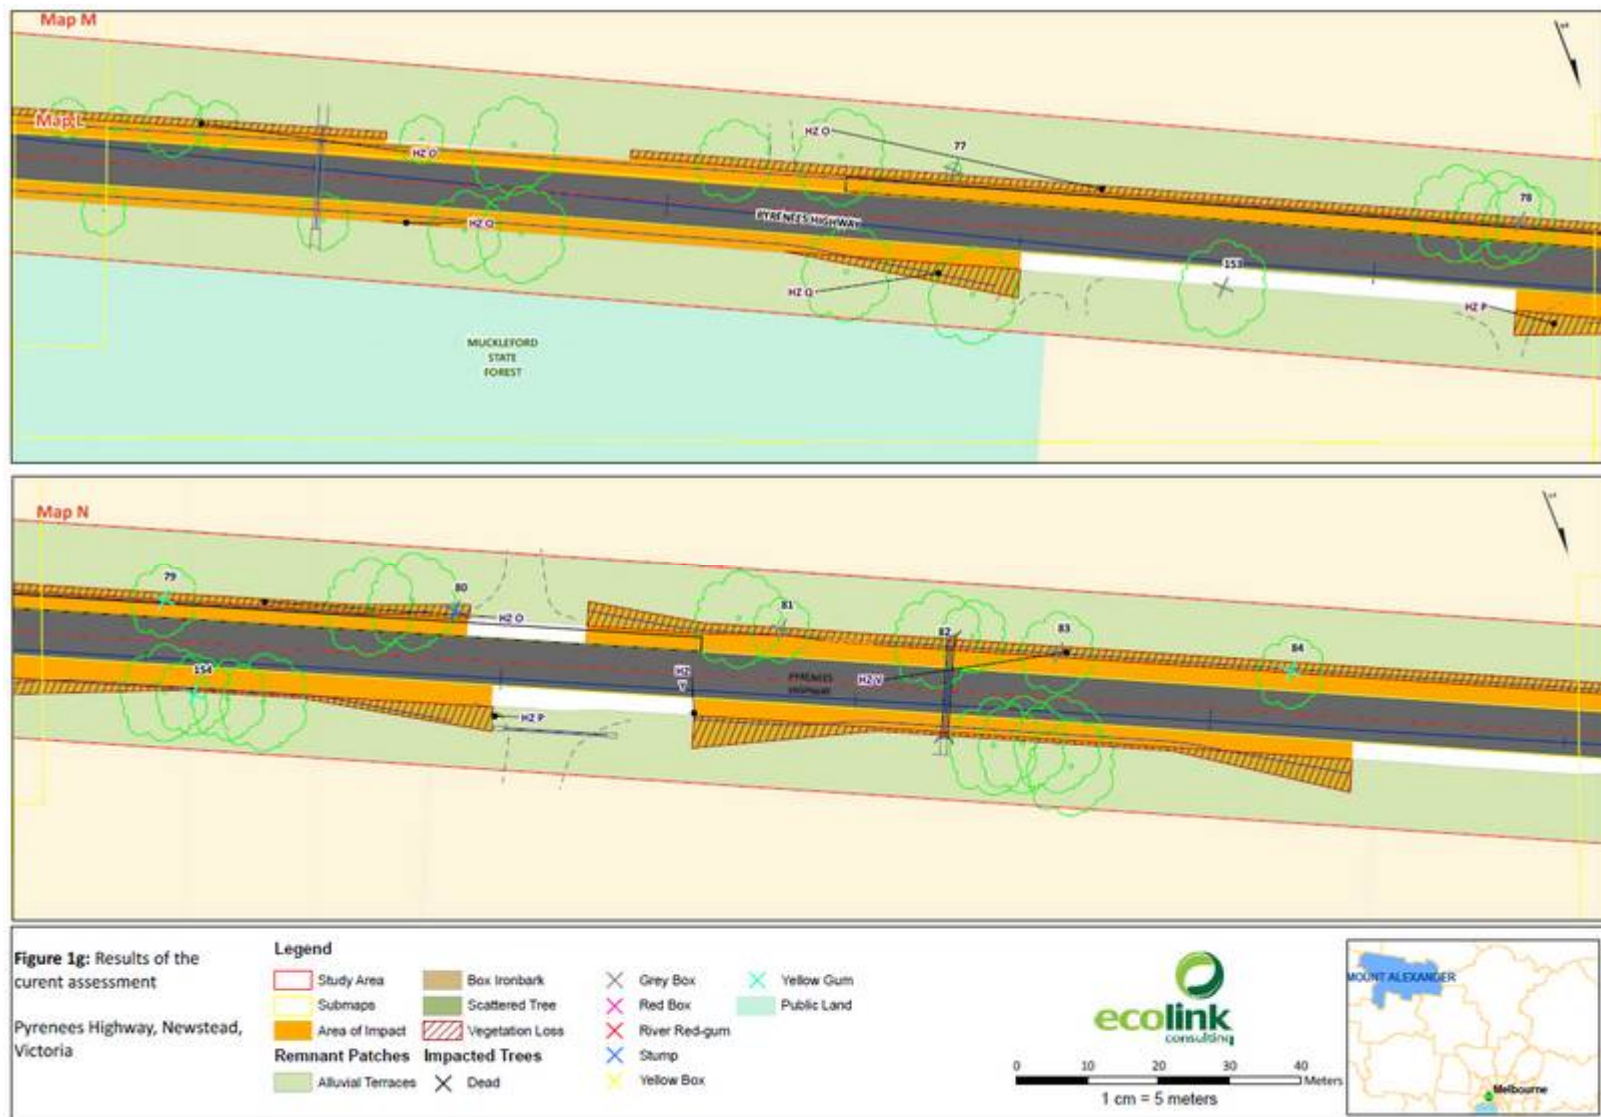 Map M
Map L
HZ O
HZ O
77
78
PYRENEES HIGHWAY
HZ Q
HZ Q
153
HZ P
MUCKLEFORD
STATE
FOREST
Map N
79
80
HZ O
81
82
83
84
154
HZ
V
PYRENEES
HIGHWAY
HZ V
HZ P
Figure 1g: Results of the
curent assessment
Pyrenees Highway, Newstead,
Victoria
Legend
Study Area
Submaps
Area of Impact
Remnant Patches
Alluvial Terraces
Box Ironbark
Scattered Tree
Vegetation Loss
Impacted Trees
Dead
Grey Box
Red Box
River Red-gum
Stump
Yellow Box
Yellow Gum
Public Land
ecolink
consulting
0 10 20 30 40
Meters
1 cm = 5 meters
MOUNT ALEXANDER
Melbourne